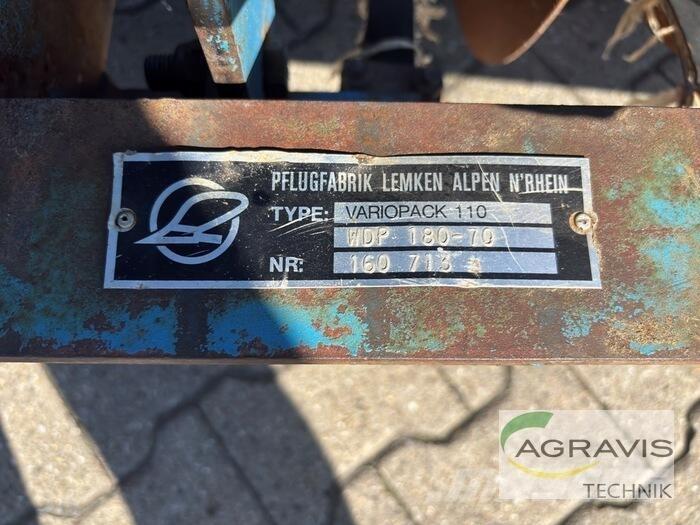 PFLUGFABRIK LEMKEN ALPEN N'RHEIN
TYPE: VARIOPACK 110
WDP 180-70
NR: 160 713
AGRAVIS
TECHNIK